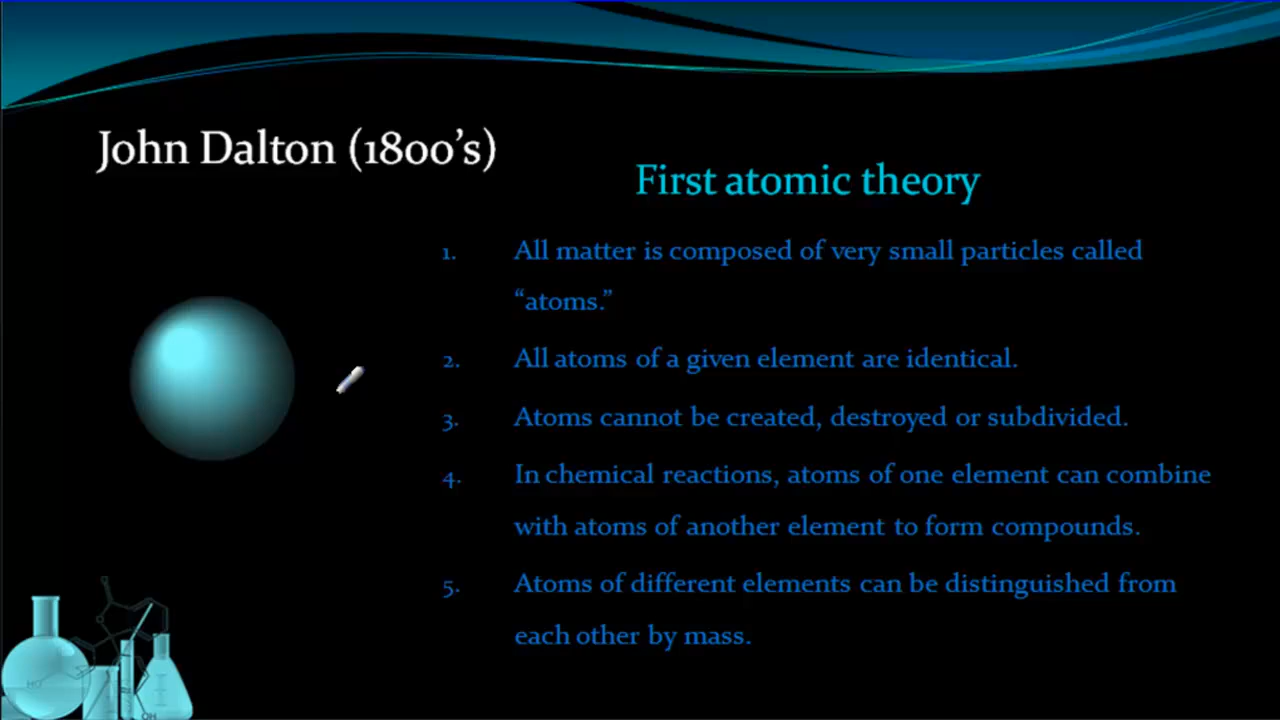 John Dalton (1800’s)
First atomic theory
1. All matter is composed of very small particles called
“atoms.”
2. All atoms of a given element are identical.
3. Atoms cannot be created, destroyed or subdivided.
4. In chemical reactions, atoms of one element can combine
with atoms of another element to form compounds.
5. Atoms of different elements can be distinguished from
each other by mass.
HO
OH